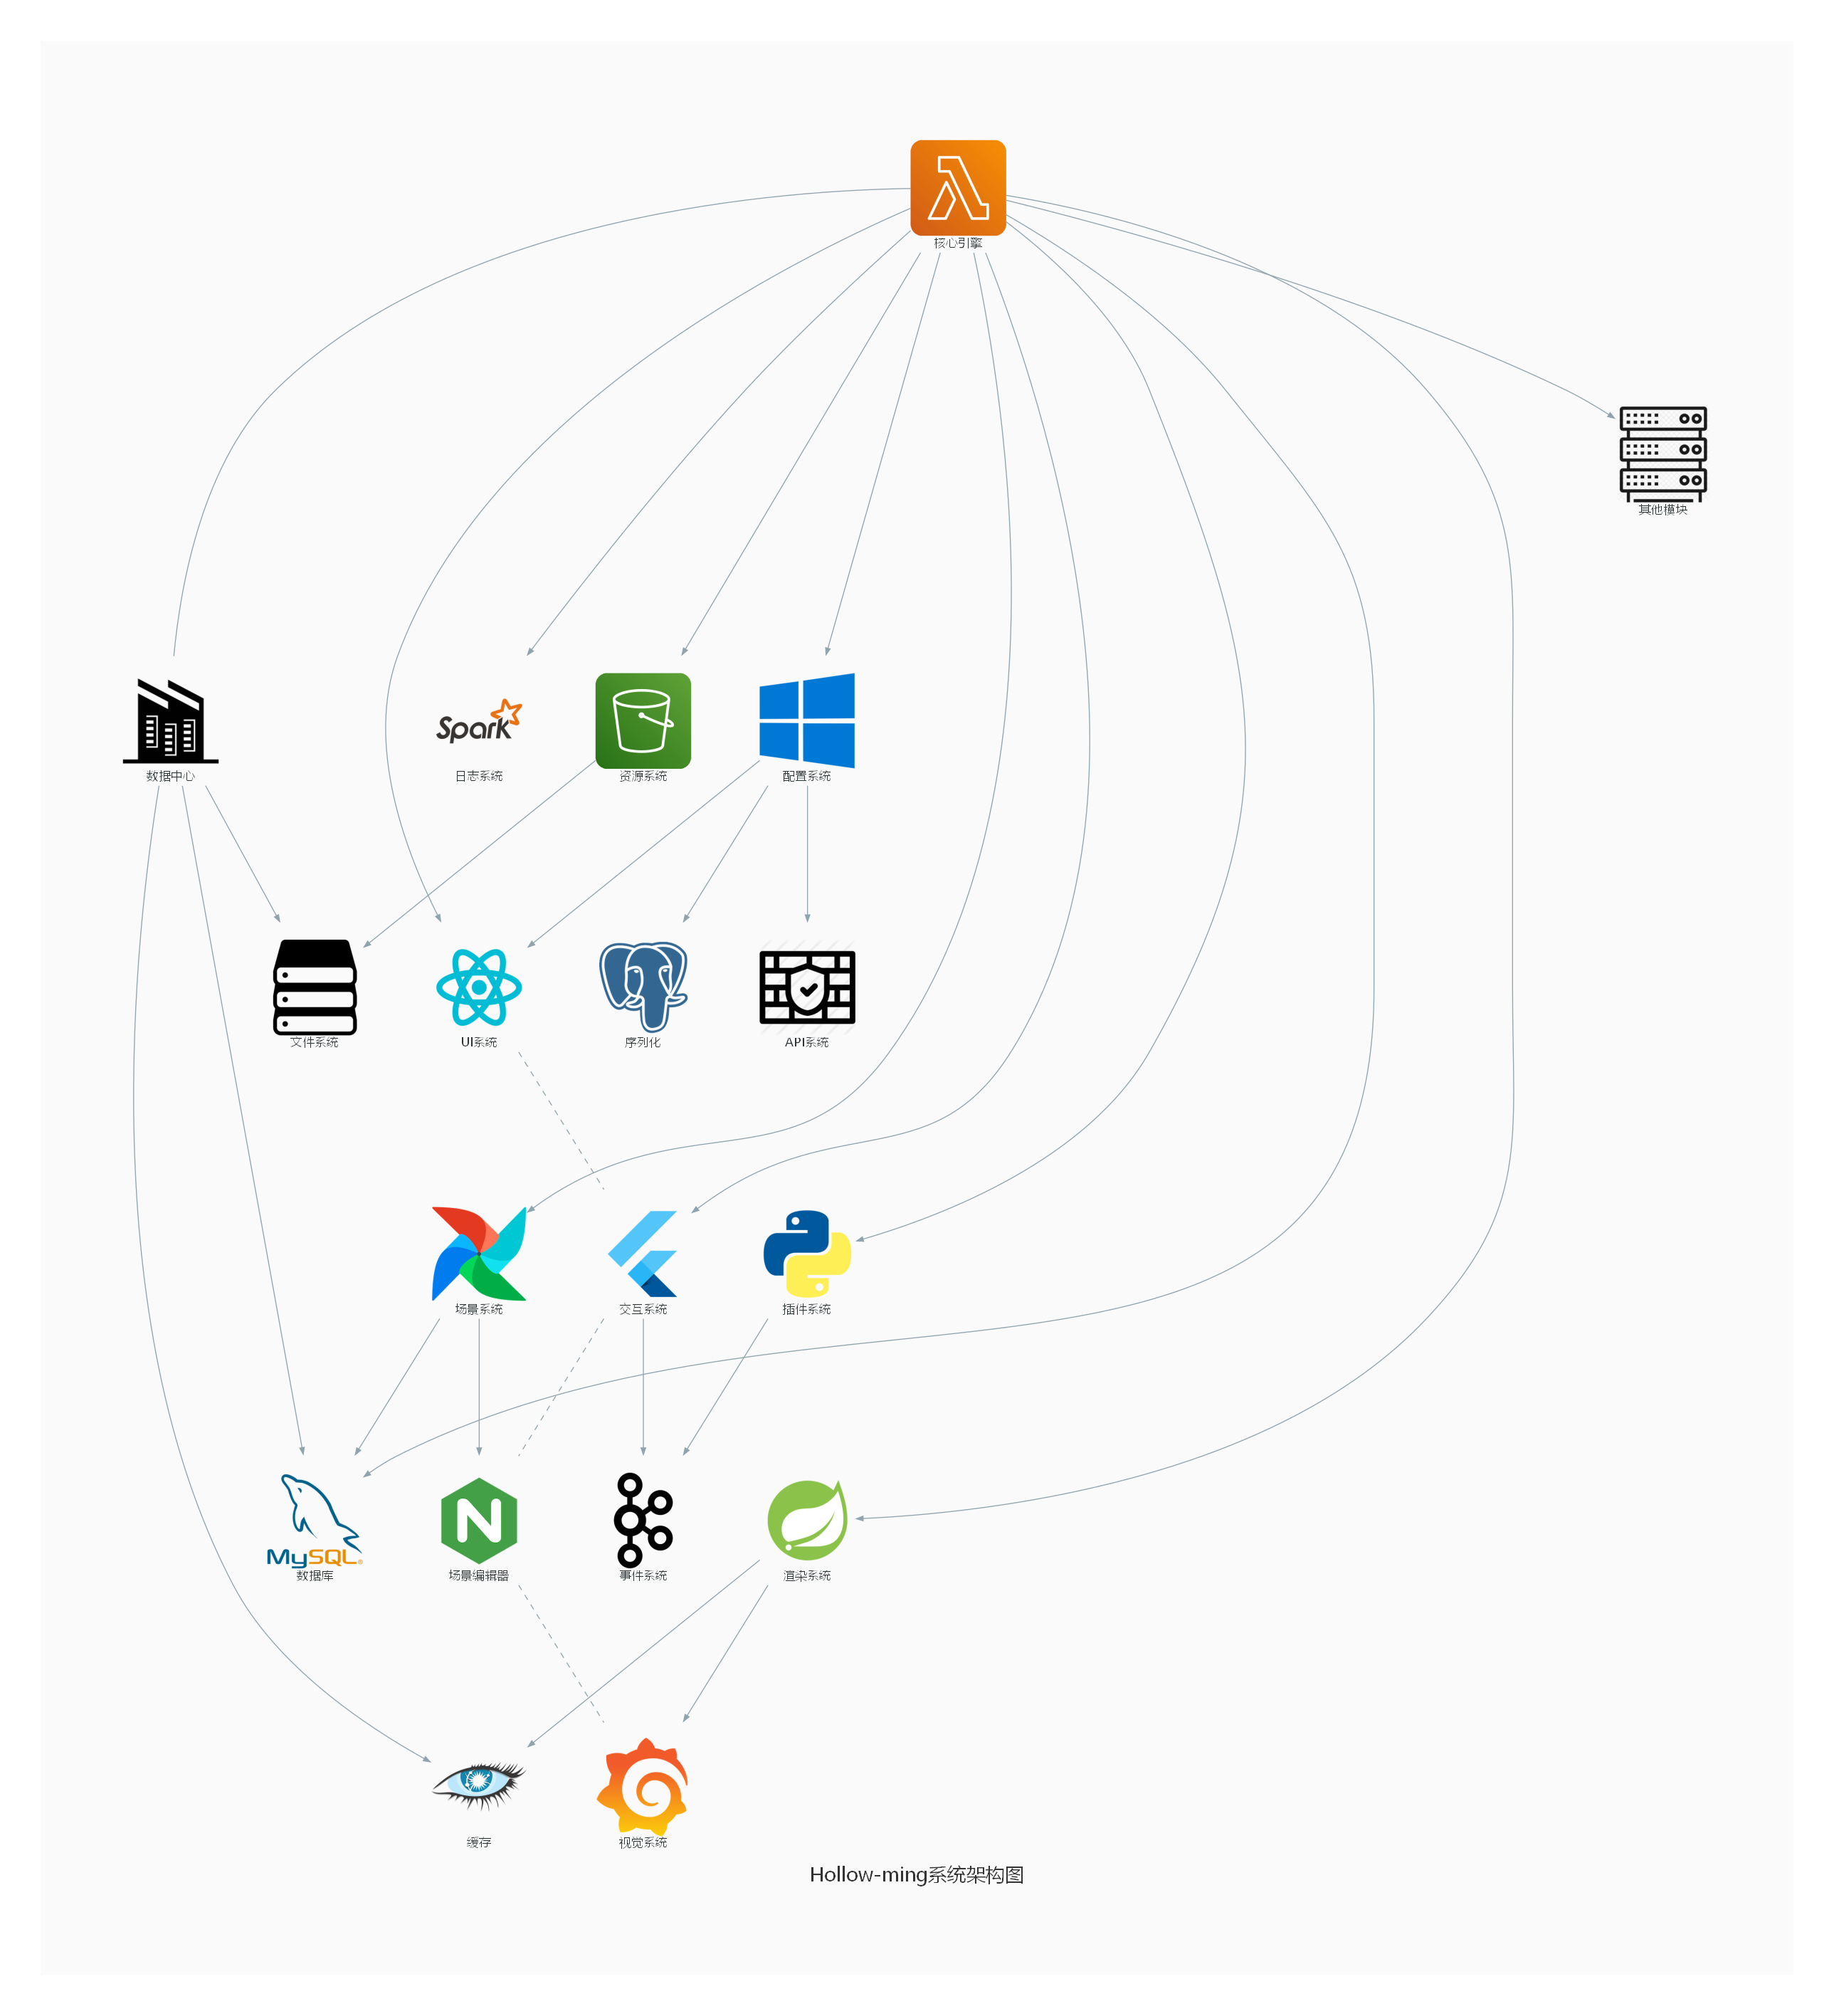 核心引擎
其他模块
数据中心
Spark
日志系统
资源系统
配置系统
文件系统
UI系统
序列化
API系统
场景系统
交互系统
插件系统
MySQL®
数据库
N
场景编辑器
事件系统
渲染系统
缓存
视觉系统
Hollow-ming系统架构图